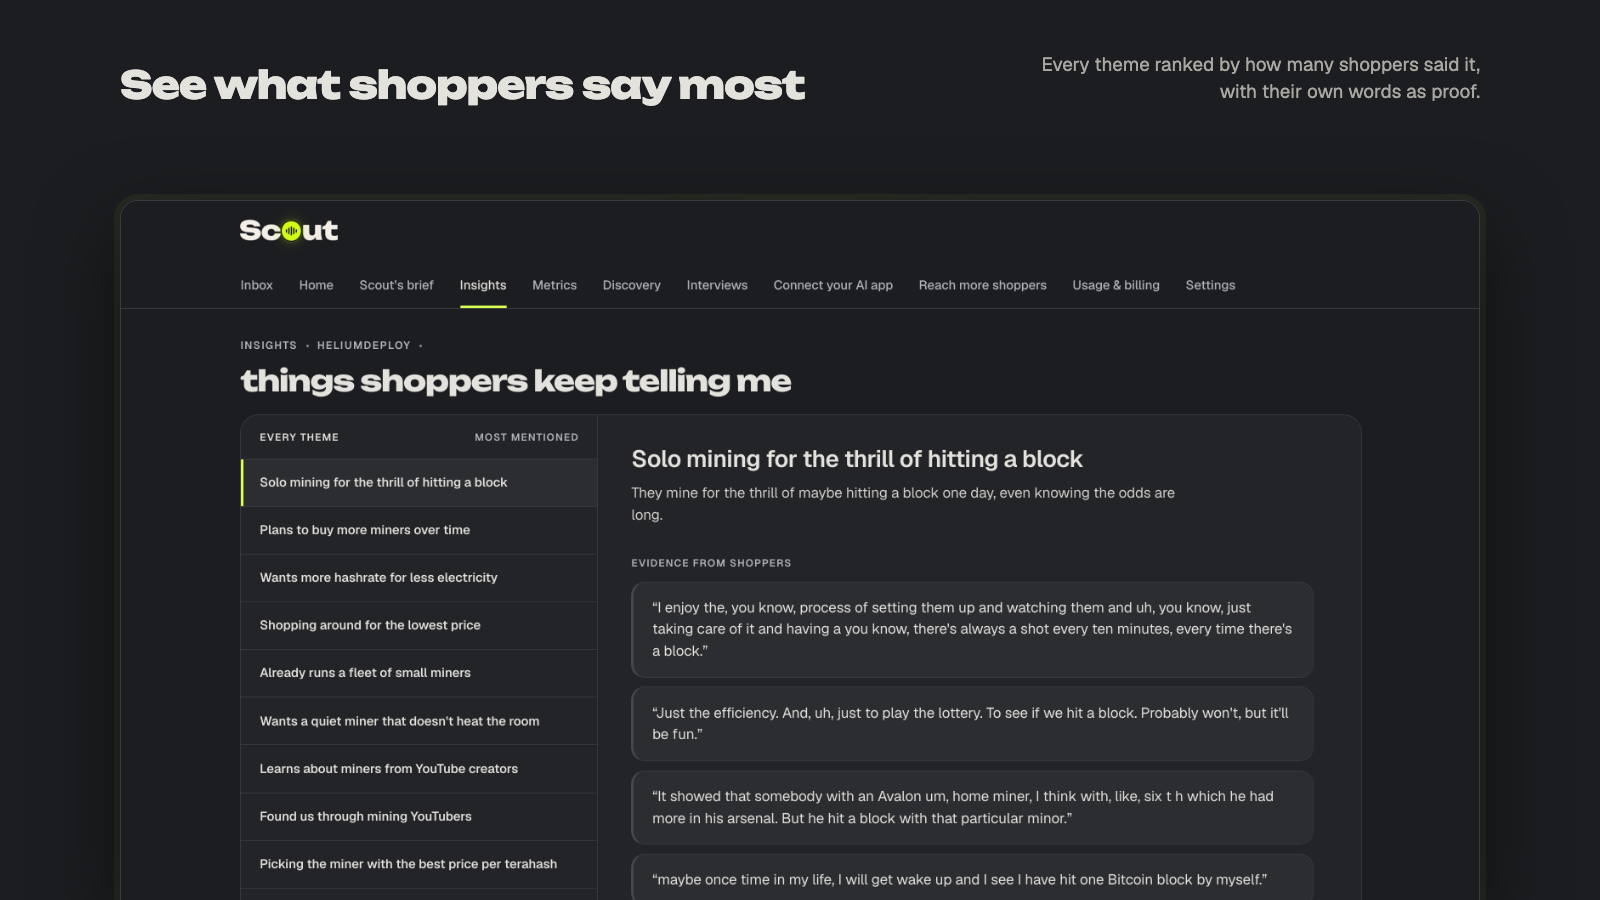 See what shoppers say most
Every theme ranked by how many shoppers said it,
with their own words as proof.
Scout
Inbox Home Scout's brief Insights Metrics Discovery Interviews Connect your AI app Reach more shoppers Usage & billing Settings
INSIGHTS • HELIUMDEPLOY •
things shoppers keep telling me
EVERY THEME MOST MENTIONED
Solo mining for the thrill of hitting a block
Plans to buy more miners over time
Wants more hashrate for less electricity
Shopping around for the lowest price
Already runs a fleet of small miners
Wants a quiet miner that doesn't heat the room
Learns about miners from YouTube creators
Found us through mining YouTubers
Picking the miner with the best price per terahash
Solo mining for the thrill of hitting a block
They mine for the thrill of maybe hitting a block one day, even knowing the odds are
long.
EVIDENCE FROM SHOPPERS
“I enjoy the, you know, process of setting them up and watching them and uh, you know, just
taking care of it and having a you know, there's always a shot every ten minutes, every time there's
a block.”
“Just the efficiency. And, uh, just to play the lottery. To see if we hit a block. Probably won't, but it'll
be fun.”
“It showed that somebody with an Avalon um, home miner, I think with, like, six t h which he had
more in his arsenal. But he hit a block with that particular minor.”
“maybe once time in my life, I will get wake up and I see I have hit one Bitcoin block by myself.”